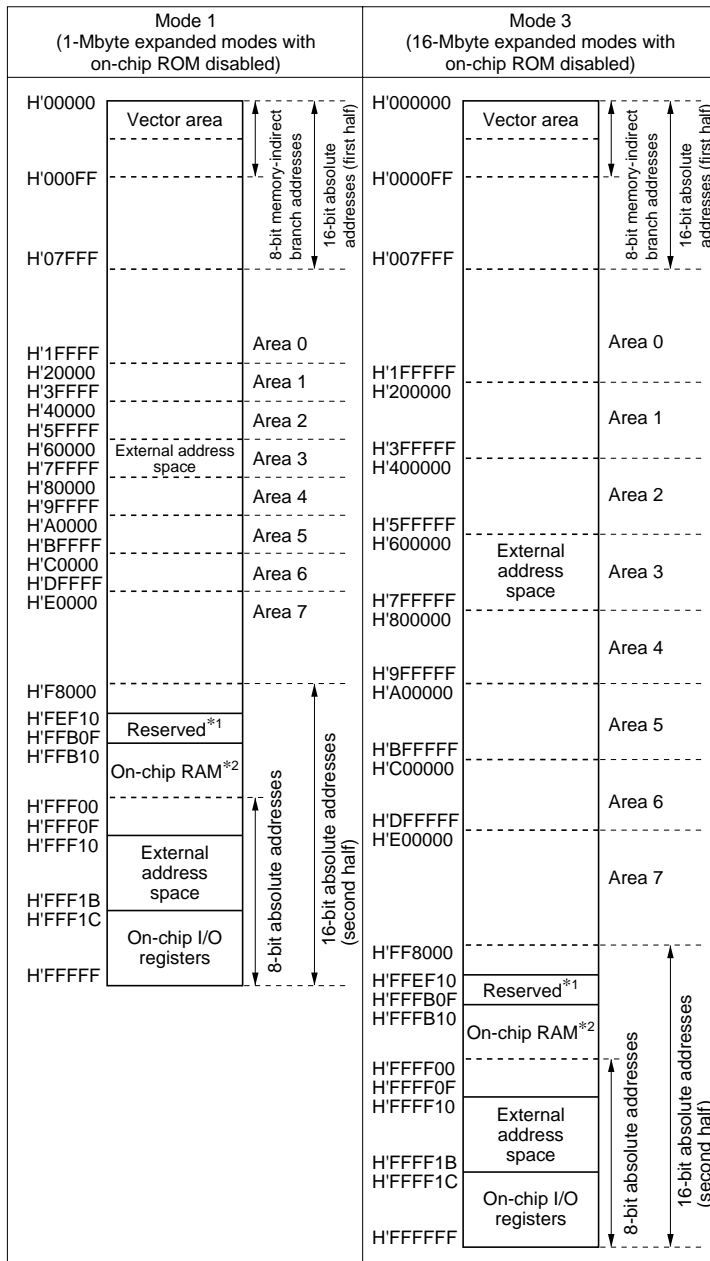 Mode 1
(1-Mbyte expanded modes with
on-chip ROM disabled)
H'00000
Vector area
H'000FF
H'07FFF
8-bit memory-indirect
branch addresses
16-bit absolute
addresses (first half)
H'1FFFF
Area 0
H'20000
H'3FFFF
Area 1
H'40000
H'5FFFF
Area 2
H'60000
H'7FFFF
External address
space
Area 3
H'80000
H'9FFFF
Area 4
H'A0000
H'BFFFF
Area 5
H'C0000
H'DFFFF
Area 6
H'E0000
Area 7
H'F8000
H'FEF10
Reserved*1
H'FFB0F
H'FFB10
On-chip RAM*2
H'FFF00
H'FFF0F
H'FFF10
External
address
space
H'FFF1B
H'FFF1C
On-chip I/O
registers
H'FFFFF
8-bit absolute addresses
16-bit absolute addresses
(second half)
Mode 3
(16-Mbyte expanded modes with
on-chip ROM disabled)
H'000000
Vector area
H'0000FF
H'007FFF
8-bit memory-indirect
branch addresses
16-bit absolute
addresses (first half)
Area 0
H'1FFFFF
H'200000
Area 1
H'3FFFFF
H'400000
Area 2
H'5FFFFF
H'600000
External
address
space
Area 3
H'7FFFFF
H'800000
Area 4
H'9FFFFF
H'A00000
Area 5
H'BFFFFF
H'C00000
Area 6
H'DFFFFF
H'E00000
Area 7
H'FF8000
H'FFEF10
Reserved*1
H'FFFB0F
H'FFFB10
On-chip RAM*2
H'FFFF00
H'FFFF0F
H'FFFF10
External
address
space
H'FFFF1B
H'FFFF1C
On-chip I/O
registers
H'FFFFFF
8-bit absolute addresses
16-bit absolute addresses
(second half)